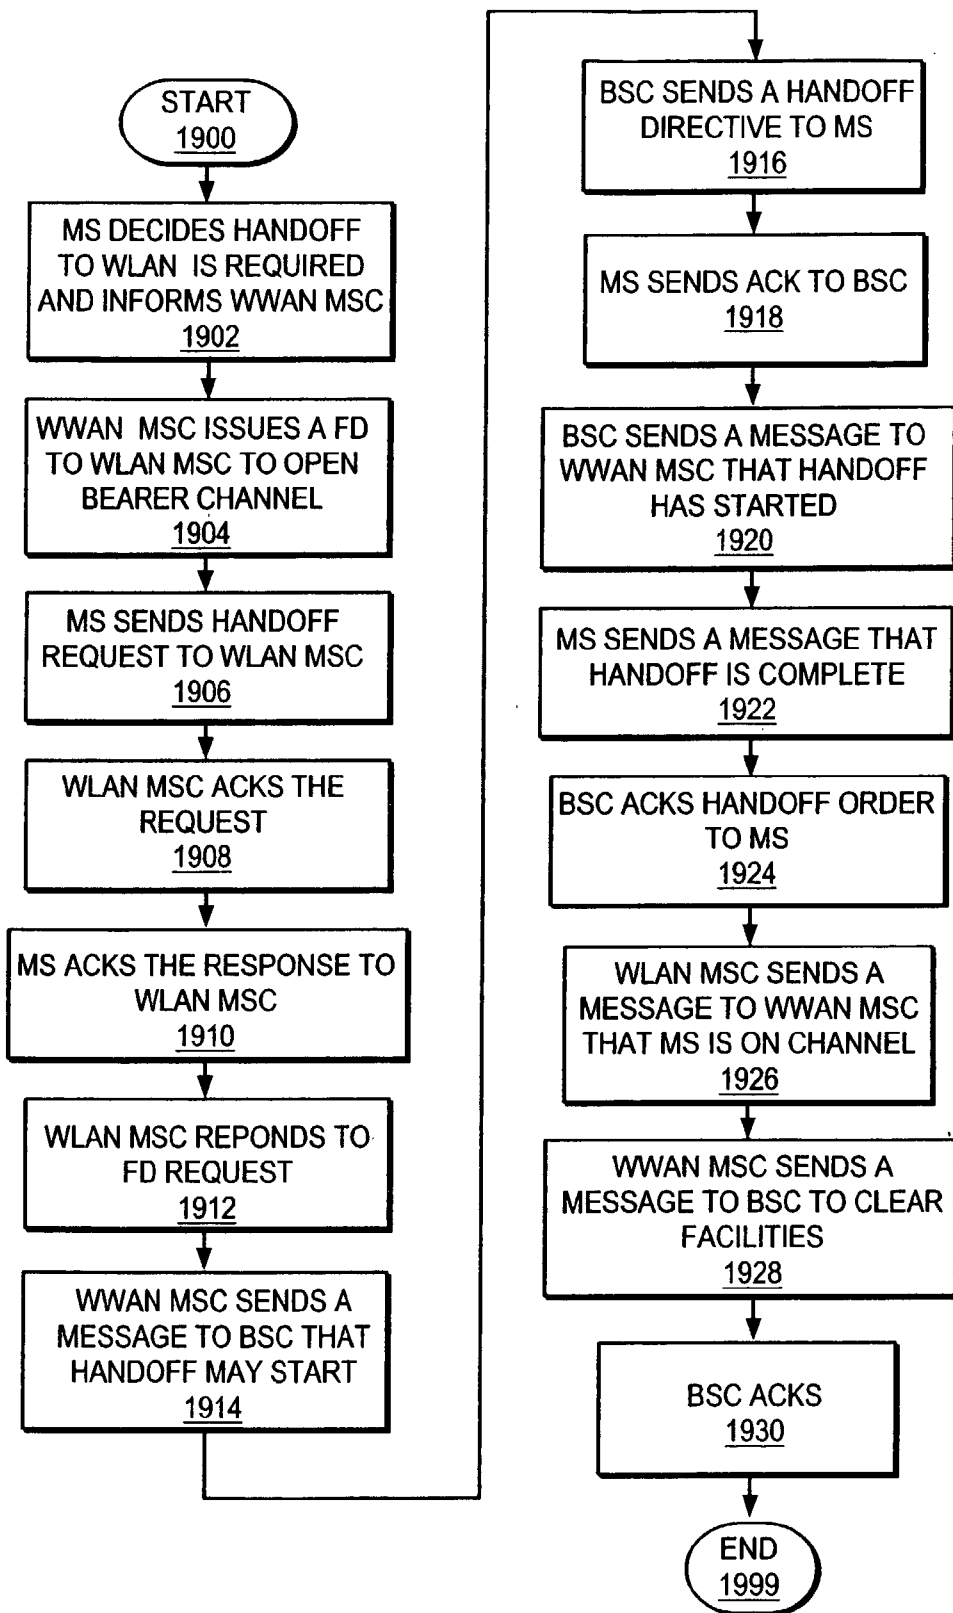 START
1900
MS DECIDES HANDOFF
TO WLAN IS REQUIRED
AND INFORMS WWAN MSC
1902
WWAN MSC ISSUES A FD
TO WLAN MSC TO OPEN
BEARER CHANNEL
1904
MS SENDS HANDOFF
REQUEST TO WLAN MSC
1906
WLAN MSC ACKS THE
REQUEST
1908
MS ACKS THE RESPONSE TO
WLAN MSC
1910
WLAN MSC REPONDS TO
FD REQUEST
1912
WWAN MSC SENDS A
MESSAGE TO BSC THAT
HANDOFF MAY START
1914
BSC SENDS A HANDOFF
DIRECTIVE TO MS
1916
MS SENDS ACK TO BSC
1918
BSC SENDS A MESSAGE TO
WWAN MSC THAT HANDOFF
HAS STARTED
1920
MS SENDS A MESSAGE THAT
HANDOFF IS COMPLETE
1922
BSC ACKS HANDOFF ORDER
TO MS
1924
WLAN MSC SENDS A
MESSAGE TO WWAN MSC
THAT MS IS ON CHANNEL
1926
WWAN MSC SENDS A
MESSAGE TO BSC TO CLEAR
FACILITIES
1928
BSC ACKS
1930
END
1999